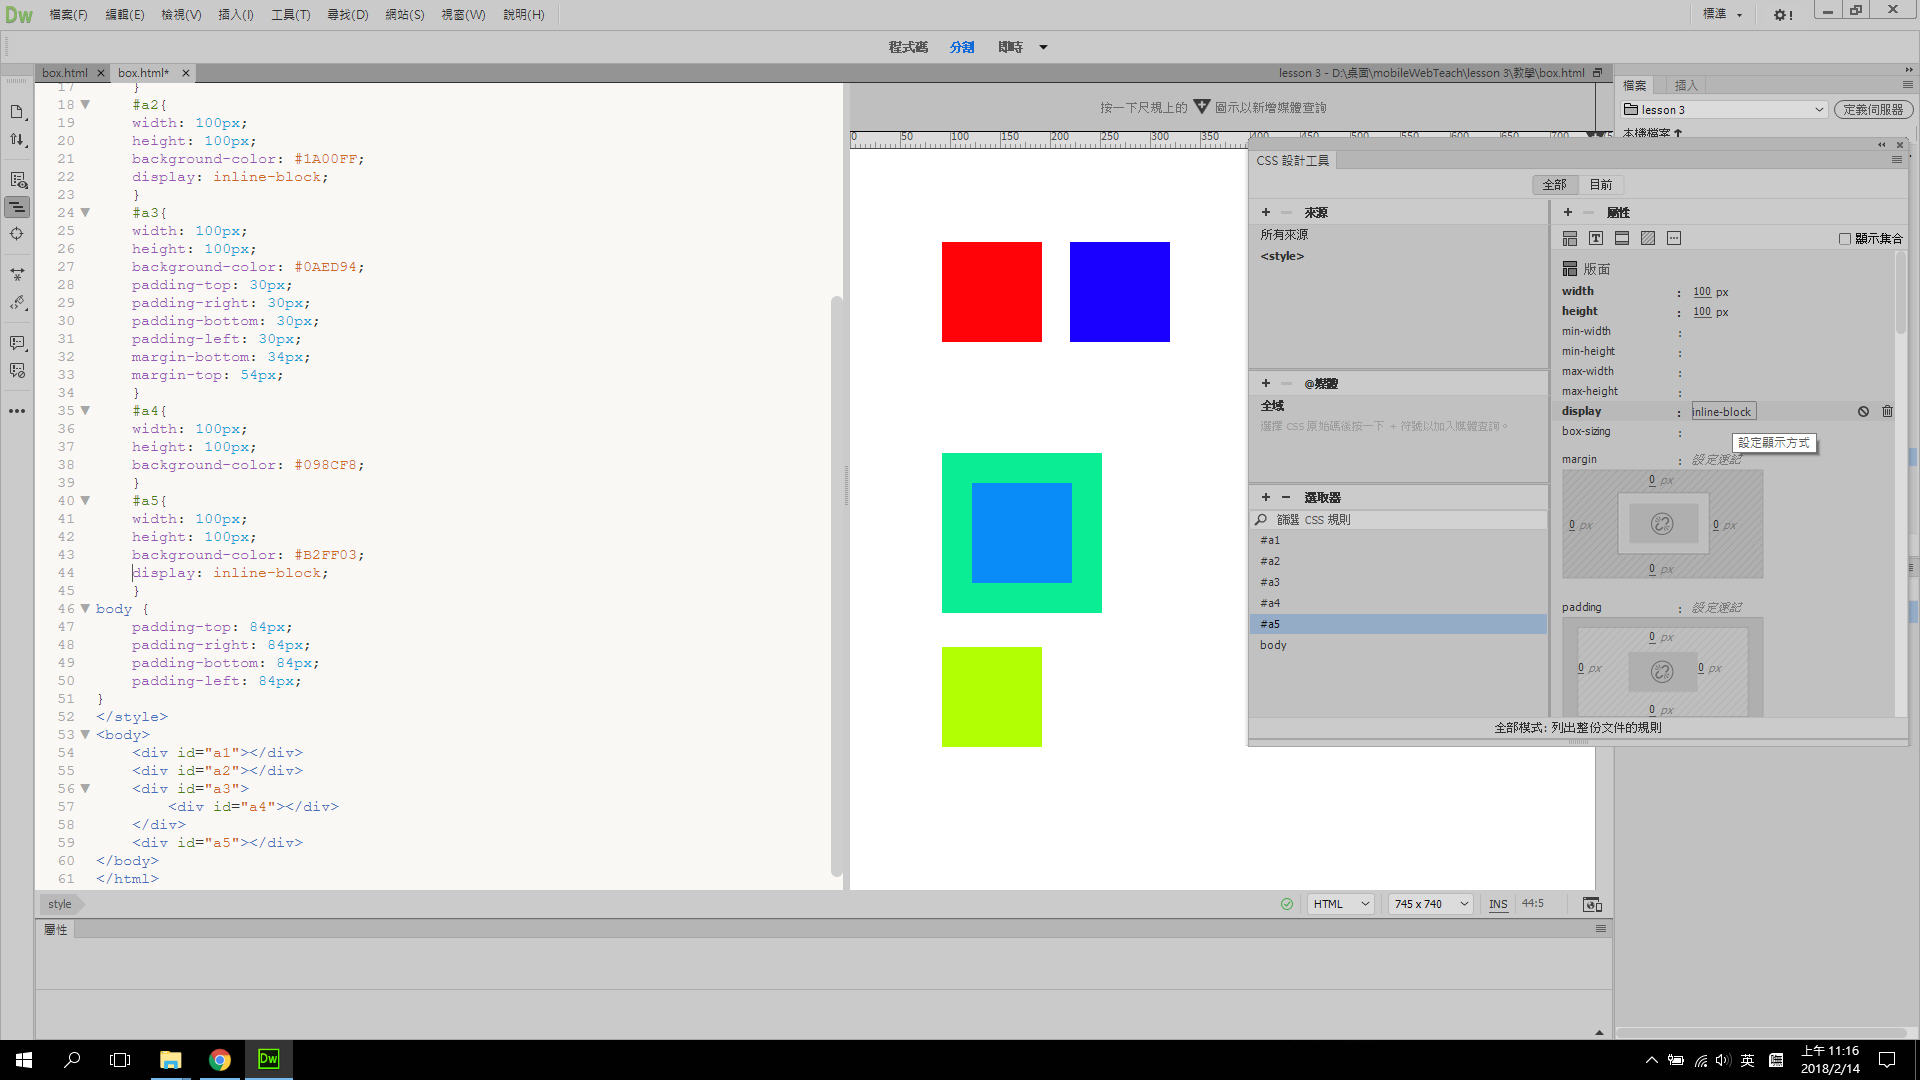 Dw 檔案(F) 編輯(E) 檢視(V) 插入(I) 工具(T) 尋找(D) 網站(S) 視窗(W) 說明(H) 標準
程式碼 分割 即時
box.html × box.html* × lesson 3 - D:\桌面\mobileWebTeach\lesson 3\教學\box.html
17 }
18 #a2{
19 width: 100px;
20 height: 100px;
21 background-color: #1A00FF;
22 display: inline-block;
23 }
24 #a3{
25 width: 100px;
26 height: 100px;
27 background-color: #0AED94;
28 padding-top: 30px;
29 padding-right: 30px;
30 padding-bottom: 30px;
31 padding-left: 30px;
32 margin-bottom: 34px;
33 margin-top: 54px;
34 }
35 #a4{
36 width: 100px;
37 height: 100px;
38 background-color: #098CF8;
39 }
40 #a5{
41 width: 100px;
42 height: 100px;
43 background-color: #B2FF03;
44 display: inline-block;
45 }
46 body {
47 padding-top: 84px;
48 padding-right: 84px;
49 padding-bottom: 84px;
50 padding-left: 84px;
51 }
52 </style>
53 <body>
54 <div id="a1"></div>
55 <div id="a2"></div>
56 <div id="a3">
57 <div id="a4"></div>
58 </div>
59 <div id="a5"></div>
60 </body>
61 </html>
按一下尺規上的 圖示以新增媒體查詢
0 50 100 150 200 250 300 350 400 450 500 550 600 650 700 75
檔案 插入
lesson 3 定義伺服器
本機檔案↑
CSS 設計工具
全部 目前
+ − 來源
所有來源
<style>
+ − @媒體
全域
選擇 CSS 原始碼後按一下 + 符號以加入媒體查詢。
+ − 選取器
篩選 CSS 規則
#a1
#a2
#a3
#a4
#a5
body
+ − 屬性
顯示集合
版面
width : 100 px
height : 100 px
min-width :
min-height :
max-width :
max-height :
display : inline-block
box-sizing :
設定顯示方式
margin : 設定速記
0 px
0 px 0 px
0 px
padding : 設定速記
0 px
0 px 0 px
0 px
全部模式: 列出整份文件的規則
style HTML 745 x 740 INS 44:5
屬性
Dw 英 上午 11:16
2018/2/14